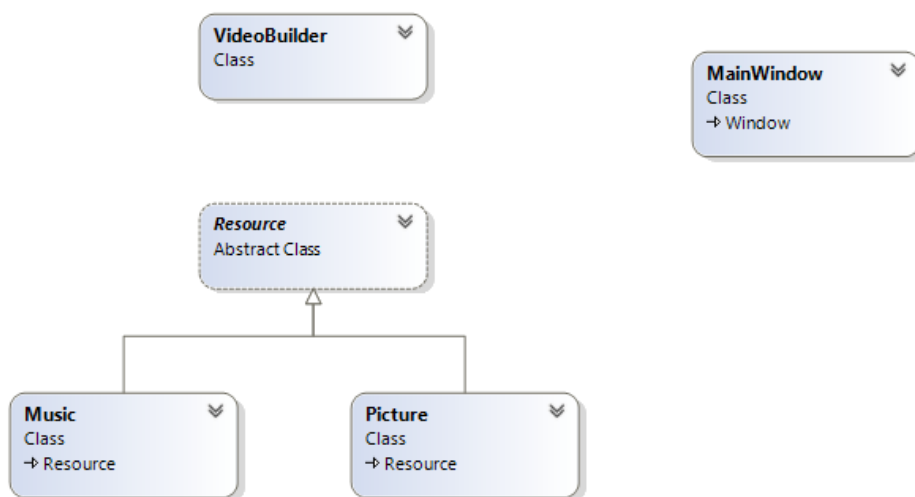 VideoBuilder
Class
MainWindow
Class
Window
Resource
Abstract Class
Music
Class
Resource
Picture
Class
Resource